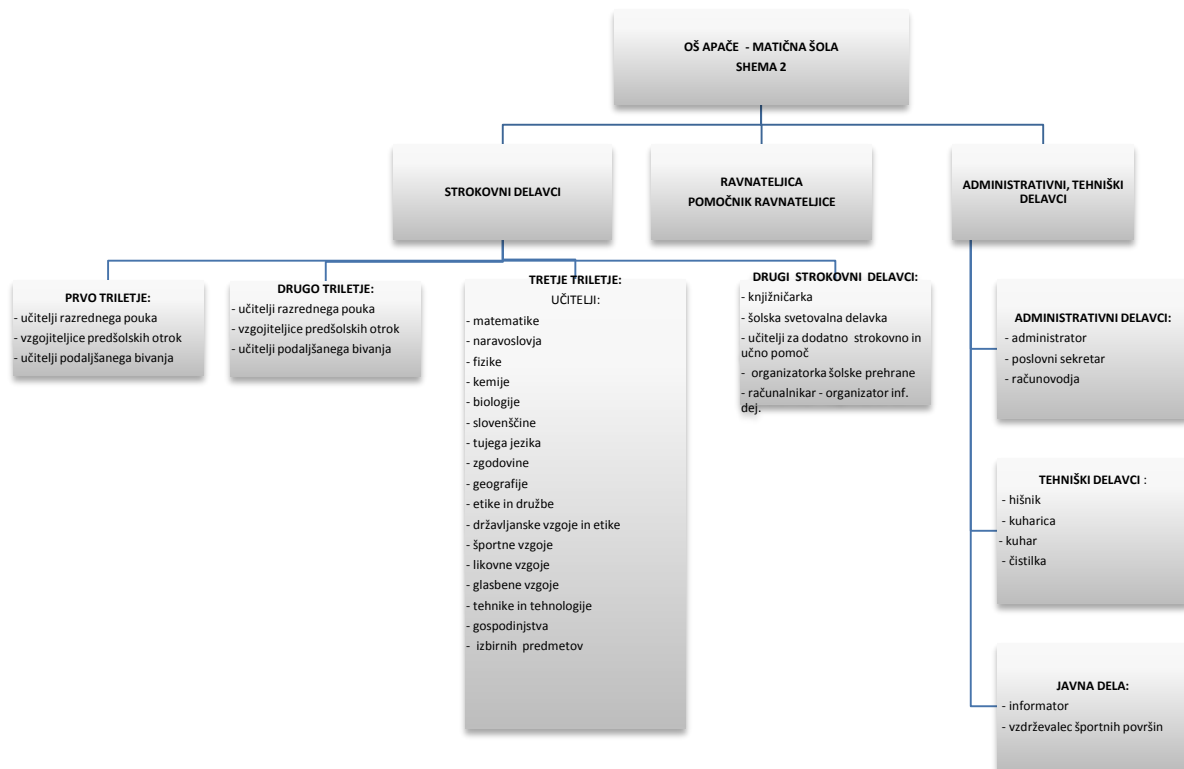 OŠ APAČE - MATIČNA ŠOLA
SHEMA 2
STROKOVNI DELAVCI
RAVNATELJICA
POMOČNIK RAVNATELJICE
ADMINISTRATIVNI, TEHNIŠKI
DELAVCI
PRVO TRILETJE:
- učitelji razrednega pouka
- vzgojiteljice predšolskih otrok
- učitelji podaljšanega bivanja
DRUGO TRILETJE:
- učitelji razrednega pouka
- vzgojiteljice predšolskih otrok
- učitelji podaljšanega bivanja
TRETJE TRILETJE:
UČITELJI:
- matematike
- naravoslovja
- fizike
- kemije
- biologije
- slovenščine
- tujega jezika
- zgodovine
- geografije
- etike in družbe
- državljanske vzgoje in etike
- športne vzgoje
- likovne vzgoje
- glasbene vzgoje
- tehnike in tehnologije
- gospodinjstva
- izbirnih predmetov
DRUGI STROKOVNI DELAVCI:
- knjižničarka
- šolska svetovalna delavka
- učitelji za dodatno strokovno in
učno pomoč
- organizatorka šolske prehrane
- računalnikar - organizator inf.
dej.
ADMINISTRATIVNI DELAVCI:
- administrator
- poslovni sekretar
- računovodja
TEHNIŠKI DELAVCI :
- hišnik
- kuharica
- kuhar
- čistilka
JAVNA DELA:
- informator
- vzdrževalec športnih površin